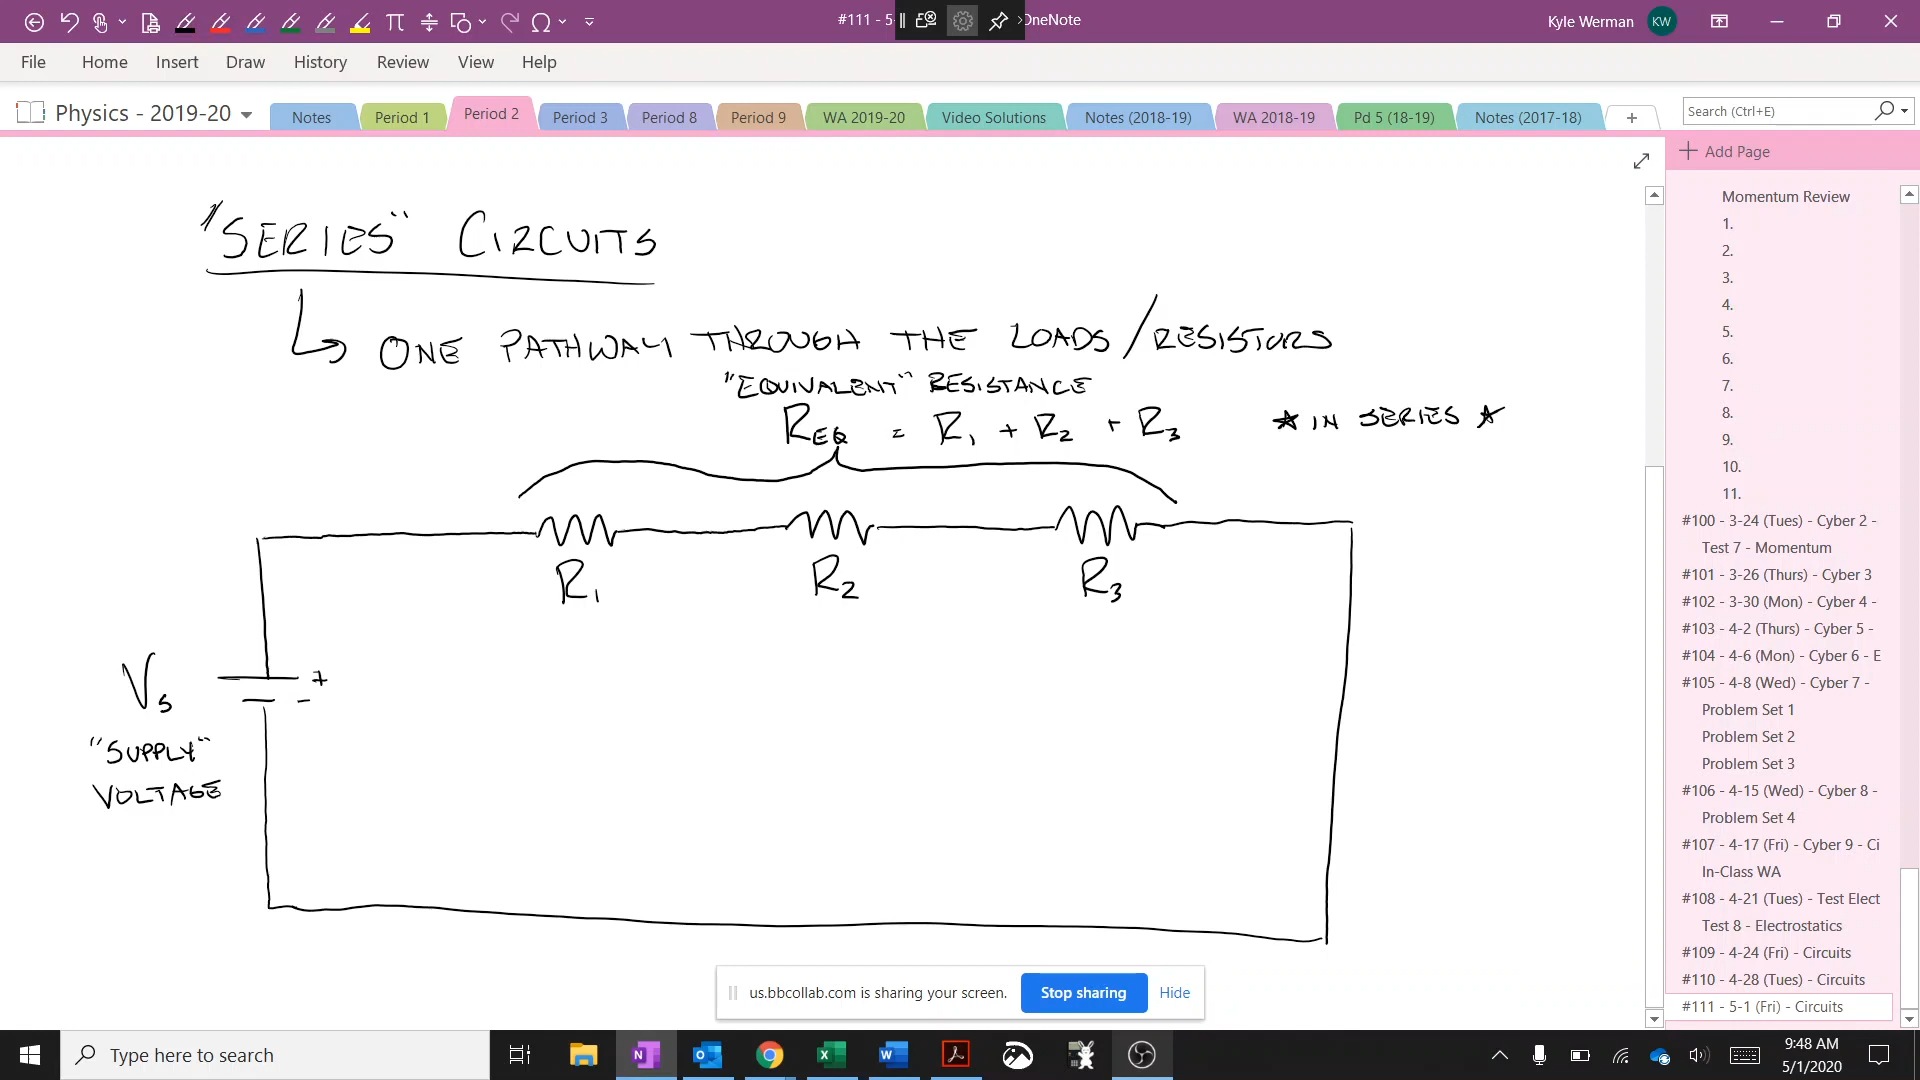 #111 - 5-
OneNote
Kyle Werman
KW
File Home Insert Draw History Review View Help
Physics - 2019-20
Notes Period 1 Period 2 Period 3 Period 8 Period 9 WA 2019-20 Video Solutions Notes (2018-19) WA 2018-19 Pd 5 (18-19) Notes (2017-18) +
Search (Ctrl+E)
Add Page
"SERIES" CIRCUITS
ONE PATHWAY THROUGH THE LOADS/RESISTORS
"EQUIVALENT" RESISTANCE
REQ = R1 + R2 + R3 ☆ IN SERIES ☆
R1 R2 R3
Vs + -
"SUPPLY"
VOLTAGE
Momentum Review
1.
2.
3.
4.
5.
6.
7.
8.
9.
10.
11.
#100 - 3-24 (Tues) - Cyber 2 -
Test 7 - Momentum
#101 - 3-26 (Thurs) - Cyber 3
#102 - 3-30 (Mon) - Cyber 4 -
#103 - 4-2 (Thurs) - Cyber 5 -
#104 - 4-6 (Mon) - Cyber 6 - E
#105 - 4-8 (Wed) - Cyber 7 -
Problem Set 1
Problem Set 2
Problem Set 3
#106 - 4-15 (Wed) - Cyber 8 -
Problem Set 4
#107 - 4-17 (Fri) - Cyber 9 - Ci
In-Class WA
#108 - 4-21 (Tues) - Test Elect
Test 8 - Electrostatics
#109 - 4-24 (Fri) - Circuits
#110 - 4-28 (Tues) - Circuits
#111 - 5-1 (Fri) - Circuits
us.bbcollab.com is sharing your screen. Stop sharing Hide
Type here to search
9:48 AM
5/1/2020